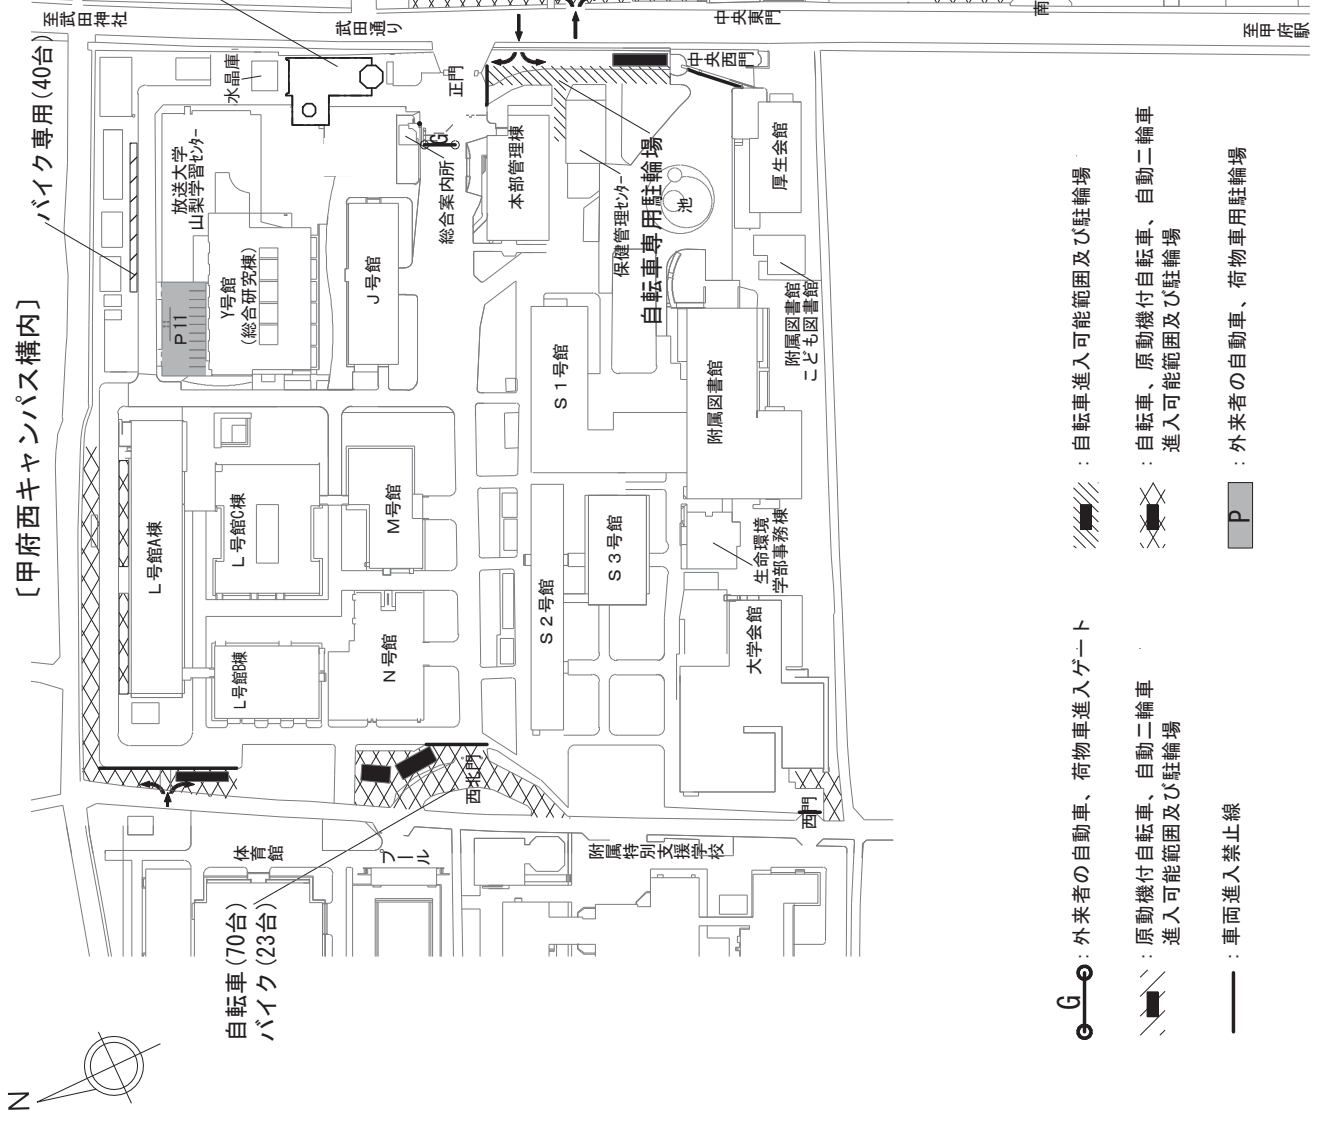 〔甲府西キャンパス構内〕
至武田神社
武田通り
中央東門
南
至甲府駅
バイク専用(40台)
水晶庫
正門
中央西門
放送大学
山梨学習センター
総合案内所
G
本部管理棟
保健管理センター
自転車専用駐輪場
池
厚生会館
P11
Y号館
(総合研究棟)
J号館
附属図書館
こども図書館
S1号館
附属図書館
L号館A棟
L号館C棟
M号館
S2号館
S3号館
生命環境
学部事務棟
L号館B棟
N号館
大学会館
西北門
西門
体育館
プール
附属特別支援学校
自転車(70台)
バイク(23台)
N
G
:外来者の自動車、荷物車進入ゲート
:原動機付自転車、自動二輪車
進入可能範囲及び駐輪場
:車両進入禁止線
:自転車進入可能範囲及び駐輪場
:自転車、原動機付自転車、自動二輪車
進入可能範囲及び駐輪場
P
:外来者の自動車、荷物車用駐輪場